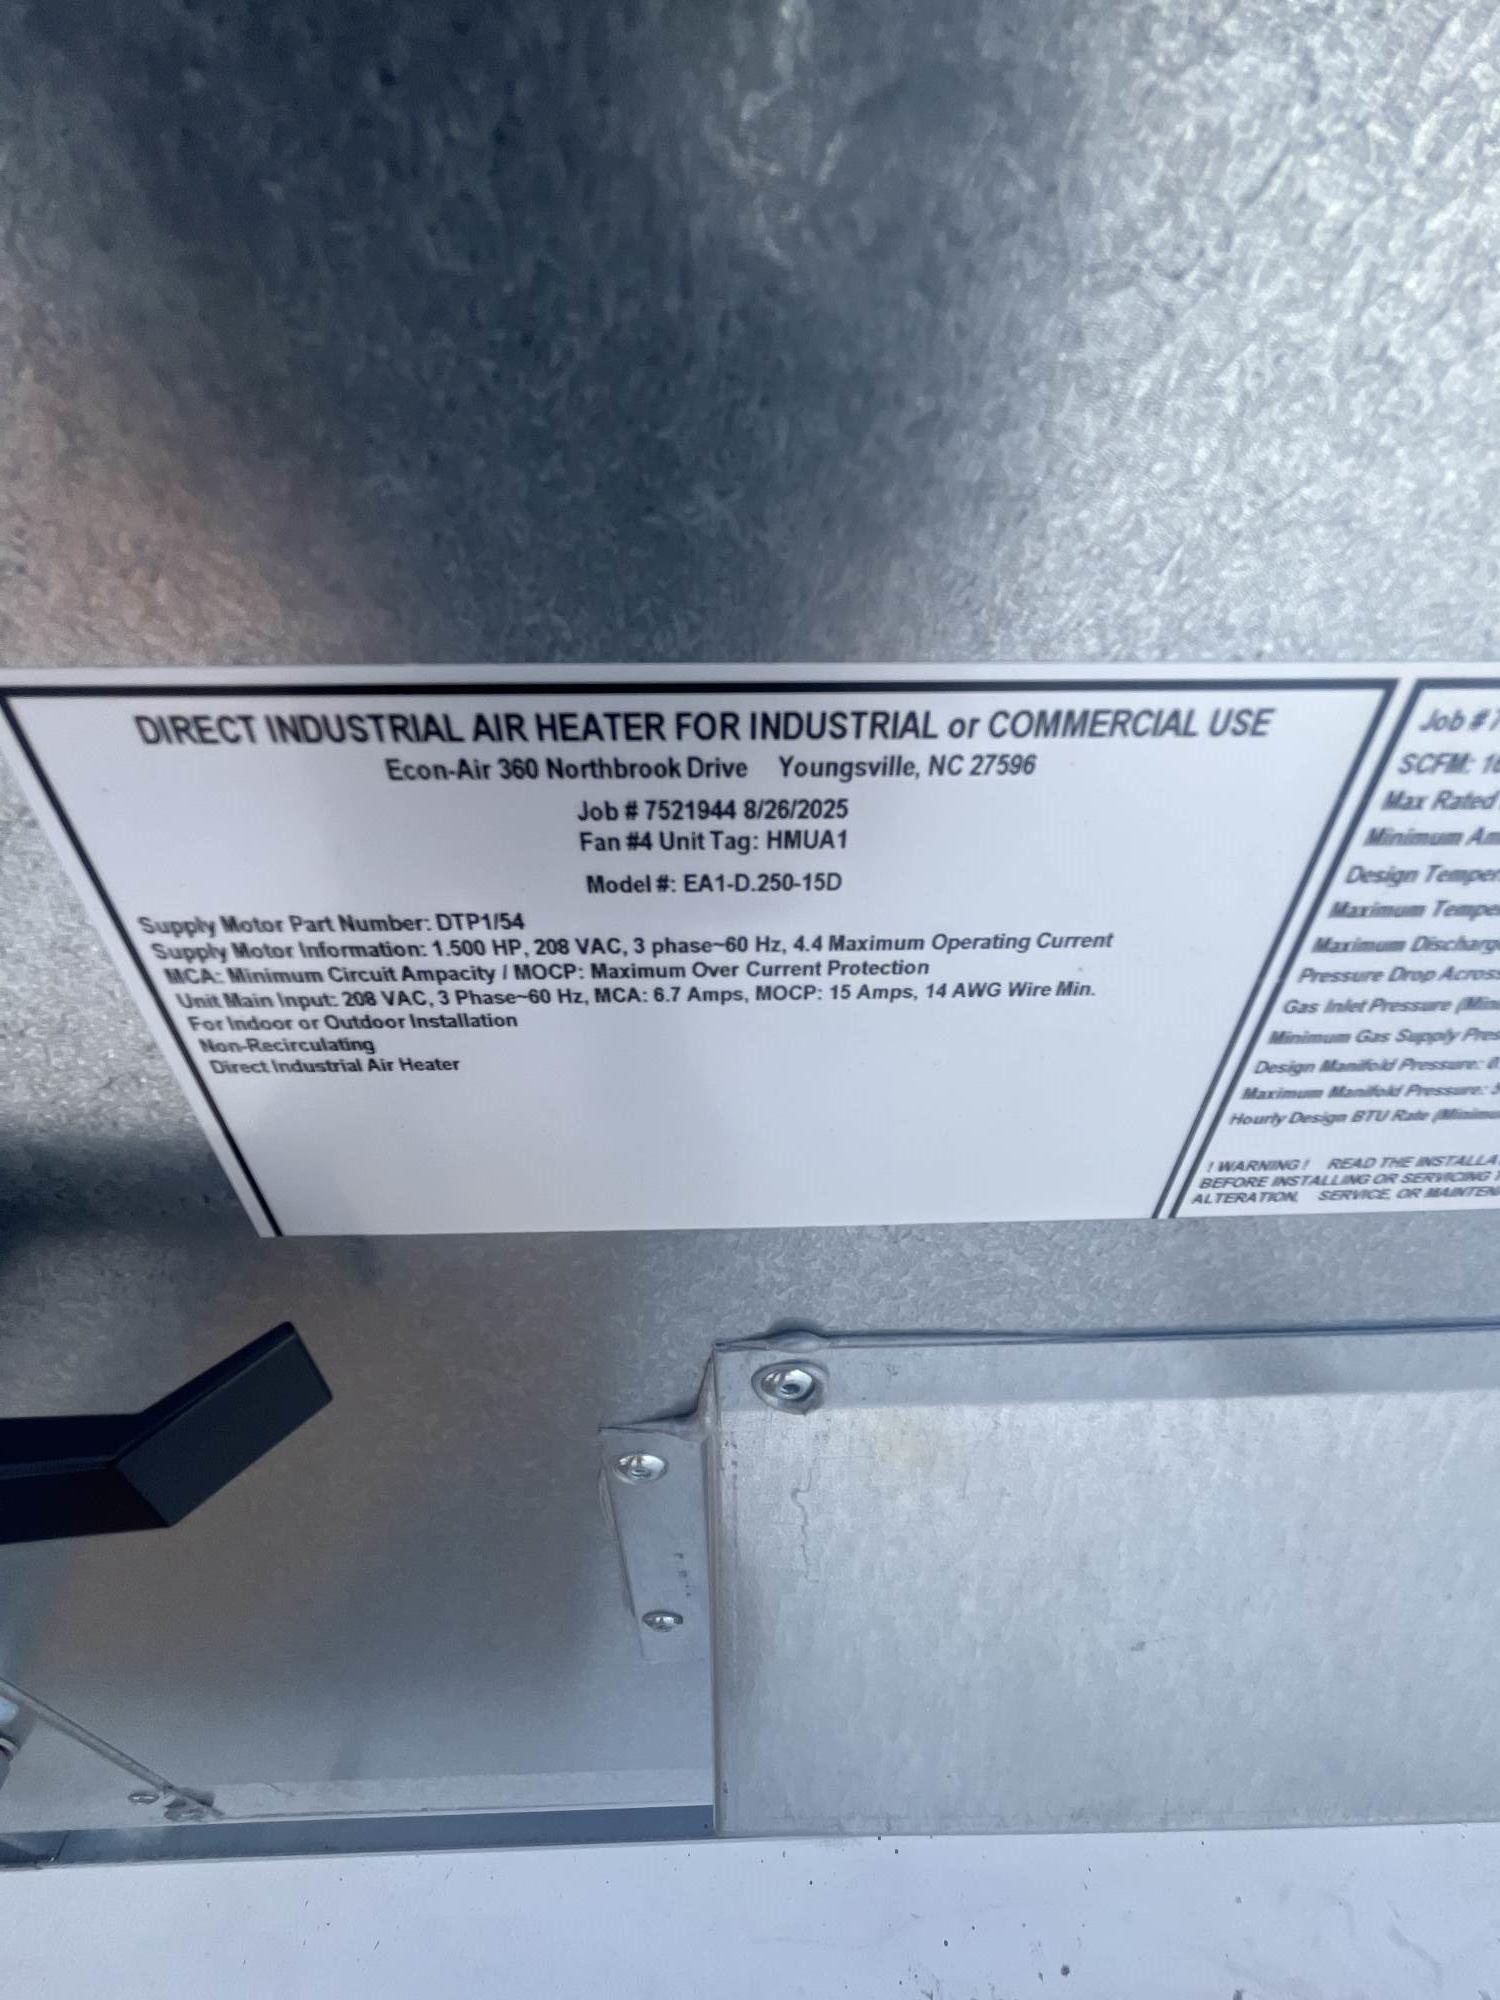 DIRECT INDUSTRIAL AIR HEATER FOR INDUSTRIAL or COMMERCIAL USE
Econ-Air 360 Northbrook Drive Youngsville, NC 27596
Job # 7521944 8/26/2025
Fan #4 Unit Tag: HMUA1
Model #: EA1-D.250-15D
Supply Motor Part Number: DTP1/54
Supply Motor Information: 1.500 HP, 208 VAC, 3 phase~60 Hz, 4.4 Maximum Operating Current
MCA: Minimum Circuit Ampacity / MOCP: Maximum Over Current Protection
Unit Main Input: 208 VAC, 3 Phase~60 Hz, MCA: 6.7 Amps, MOCP: 15 Amps, 14 AWG Wire Min.
For Indoor or Outdoor Installation
Non-Recirculating
Direct Industrial Air Heater
Job # 7
SCFM:
Max Rated
Minimum
Design
Maximum
Maximum
Pressure Drop
Gas Inlet Pressure
Minimum Gas Supply
Design Manifold Pressure:
Maximum Manifold Pressure:
Hourly Design BTU Rate
! WARNING ! READ THE
BEFORE INSTALLING OR SERVICING
ALTERATION, SERVICE, OR